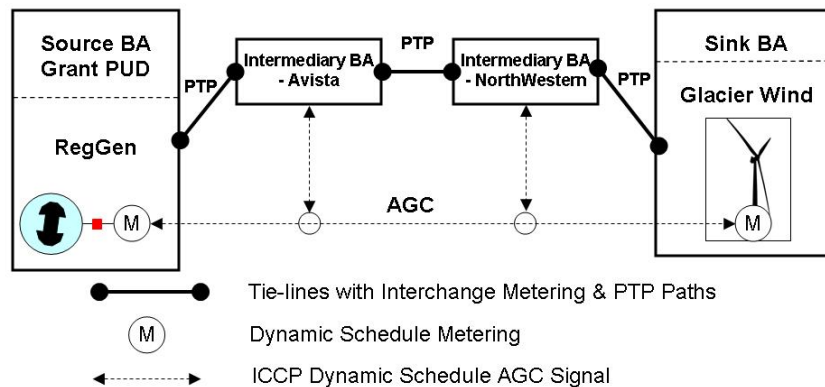 Source BA
Grant PUD
RegGen
M
PTP
Intermediary BA
- Avista
PTP
Intermediary BA
- NorthWestern
PTP
Sink BA
Glacier Wind
M
AGC
Tie-lines with Interchange Metering & PTP Paths
M
Dynamic Schedule Metering
ICCP Dynamic Schedule AGC Signal